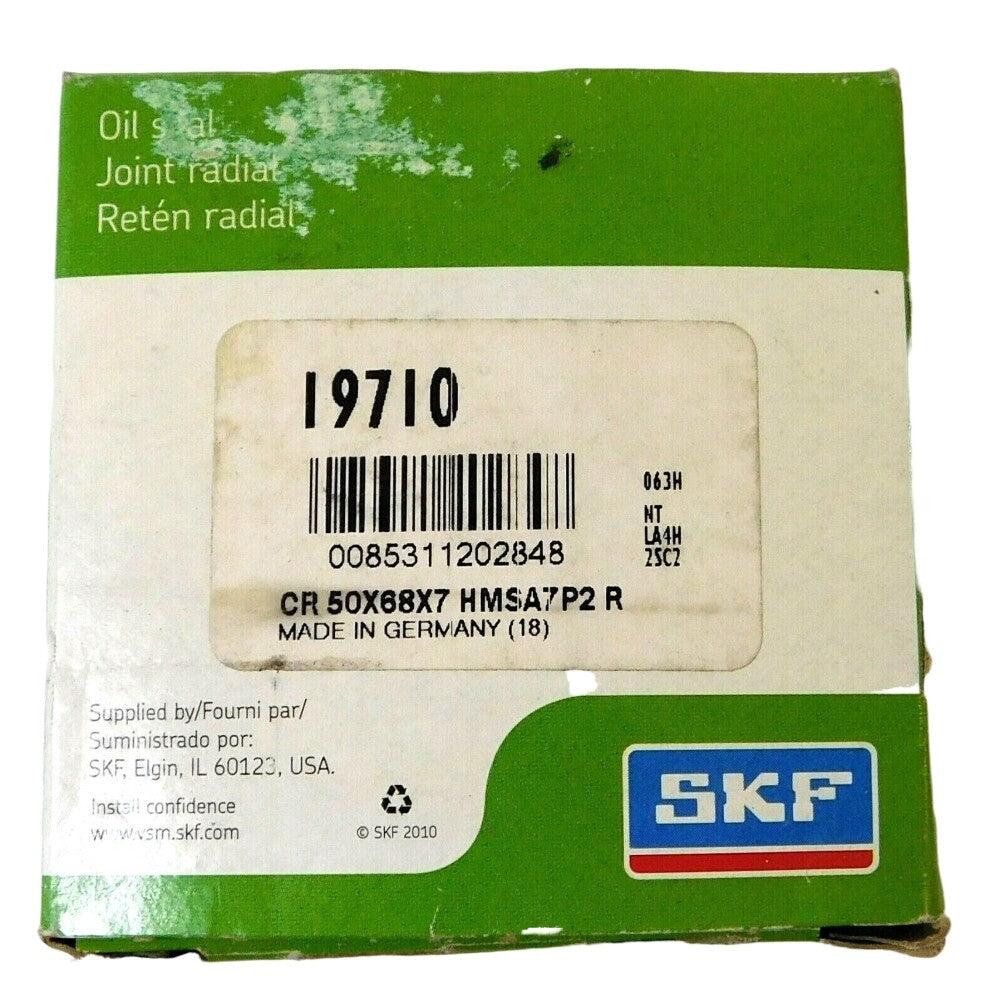 Oil seal
Joint radial
Retén radial
19710
0085311202848
063H
NT
LA4H
2SC2
CR 50X68X7 HMSA7P2 R
MADE IN GERMANY (18)
Supplied by/Fourni par/
Suministrado por:
SKF, Elgin, IL 60123, USA.
Install confidence
www.vsm.skf.com
© SKF 2010
SKF